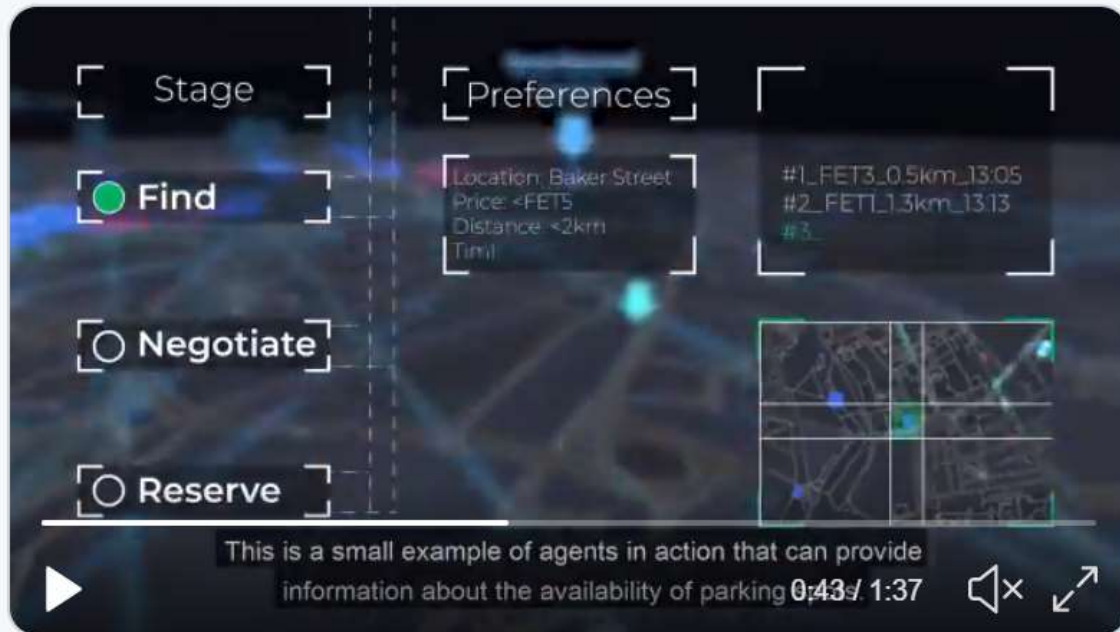 Stage
Find
Negotiate
Reserve
Preferences
Location: Baker Street
Price: <FET5
Distance: <2km
#1_FET3_0.5km_13:05
#2_FET1_1.3km_13:13
#3_
This is a small example of agents in action that can provide
information about the availability of parking
0:43 / 1:37